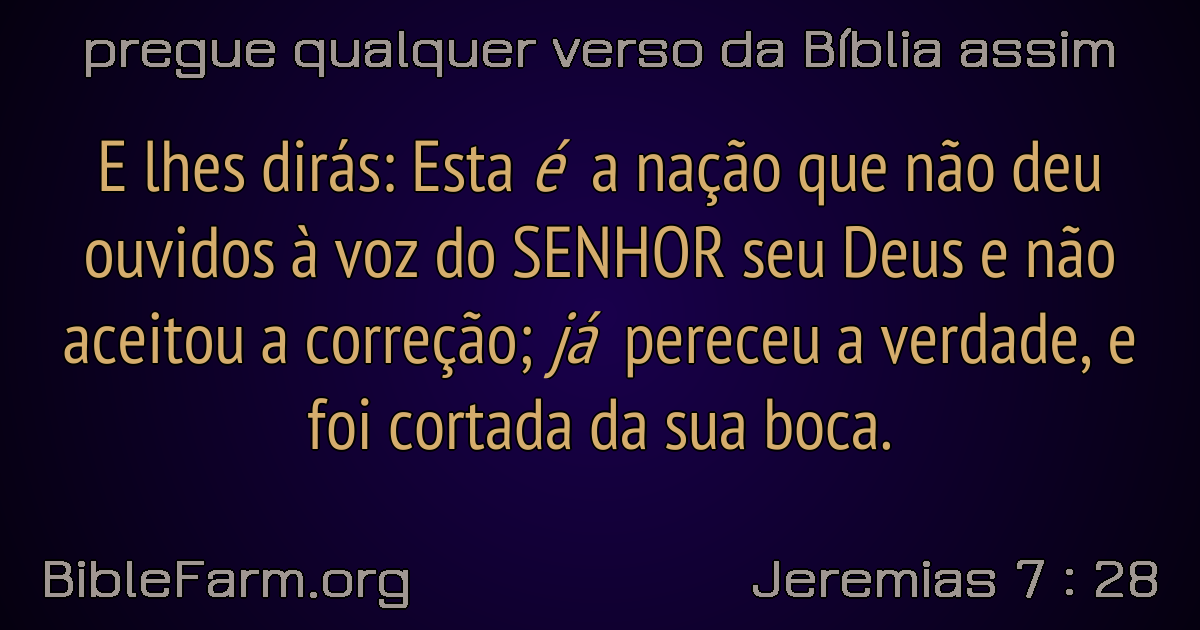 pregue qualquer verso da Bíblia assim
E lhes dirás: Esta é a nação que não deu
ouvidos à voz do SENHOR seu Deus e não
aceitou a correção; já pereceu a verdade, e
foi cortada da sua boca.
BibleFarm.org
Jeremias 7 : 28